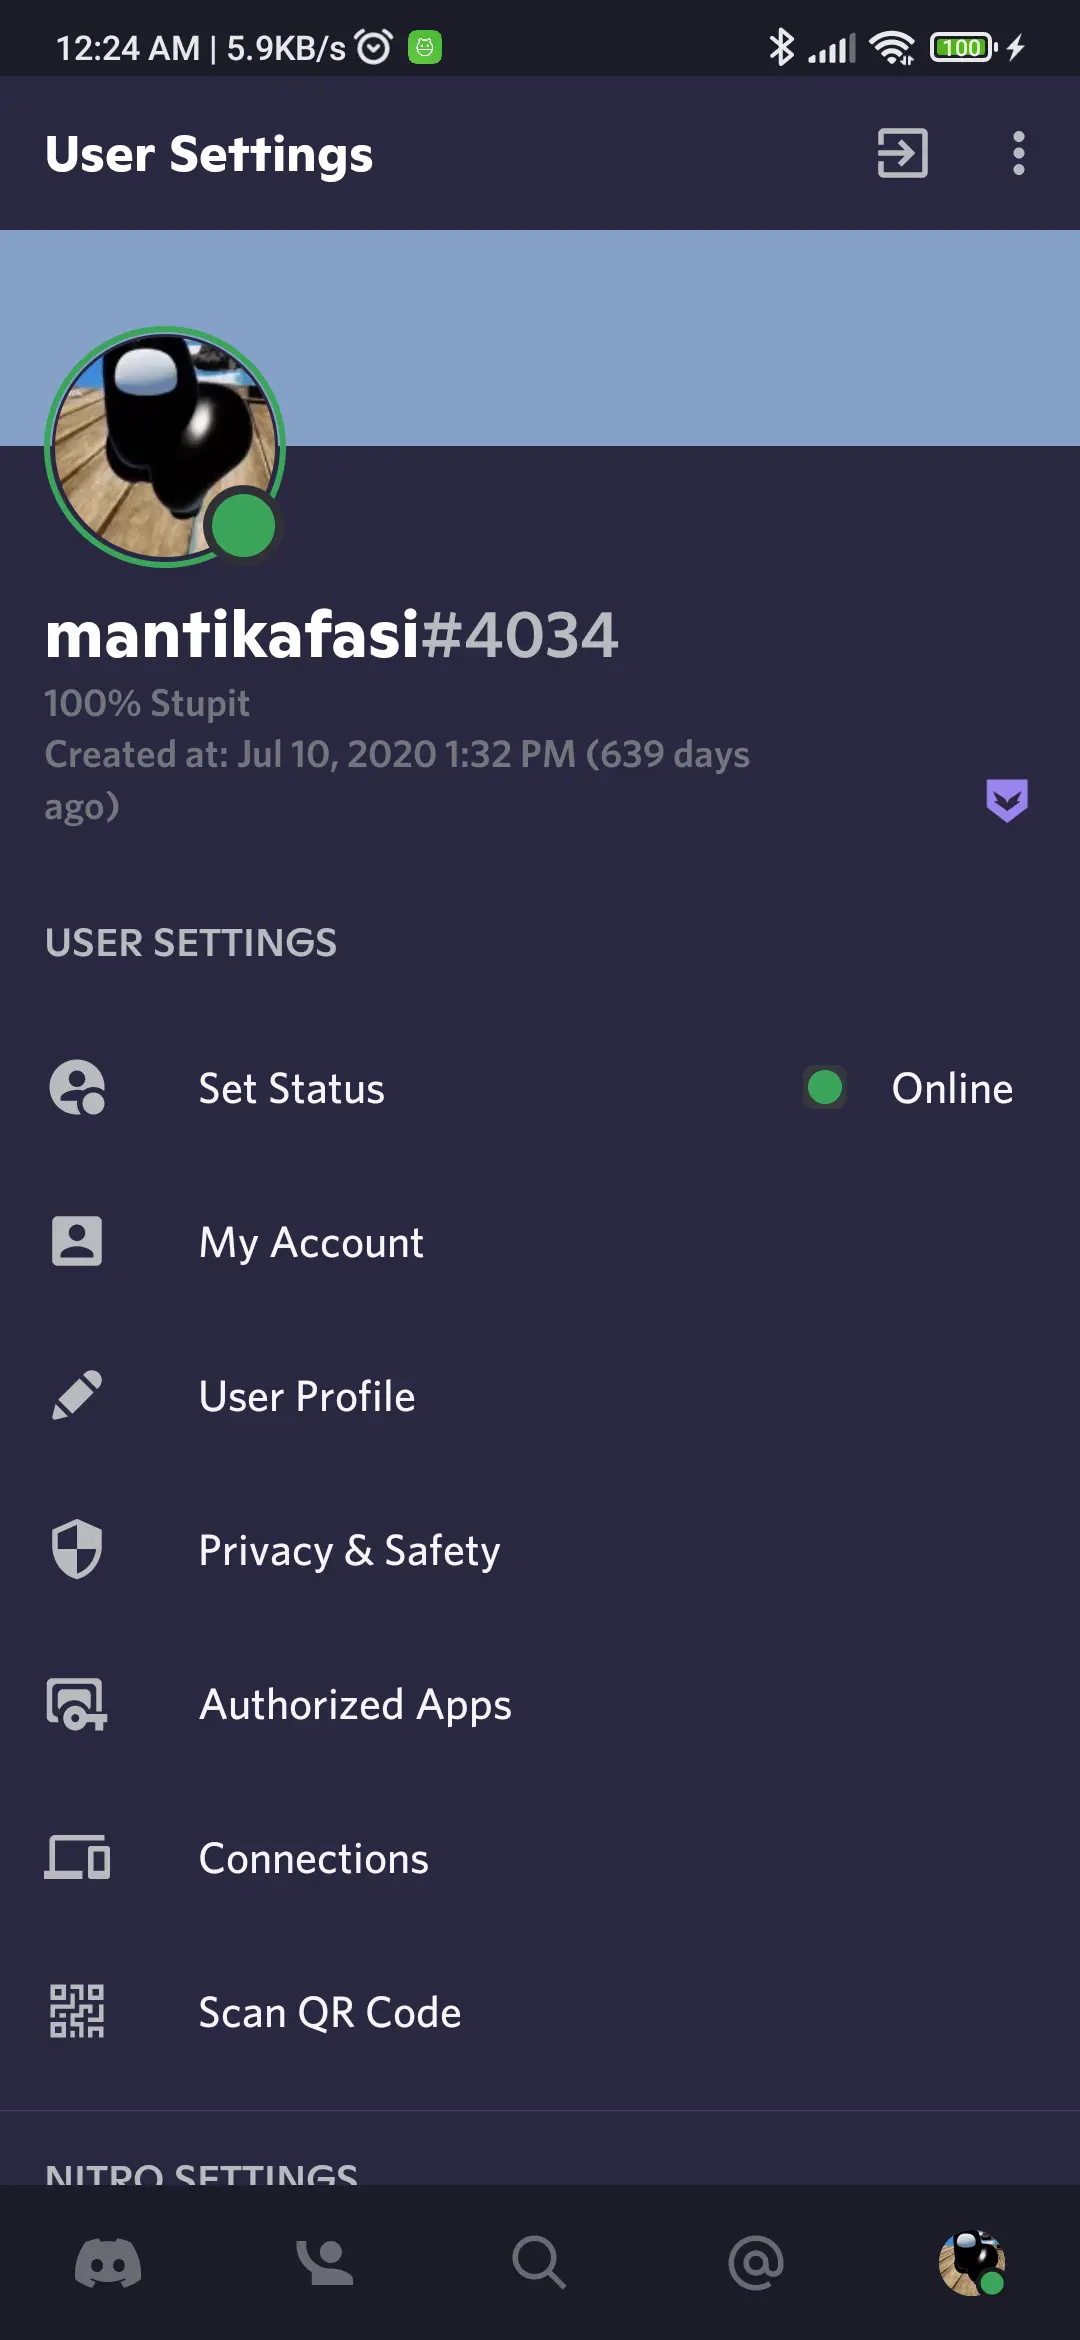 12:24 AM | 5.9KB/s 100
User Settings
mantikafasi#4034
100% Stupit
Created at: Jul 10, 2020 1:32 PM (639 days
ago)
USER SETTINGS
Set Status Online
My Account
User Profile
Privacy & Safety
Authorized Apps
Connections
Scan QR Code
NITRO SETTINGS